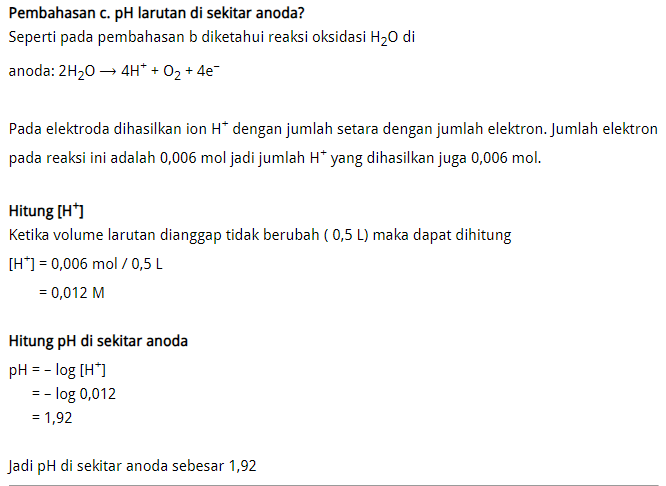 Pembahasan c. pH larutan di sekitar anoda?
Seperti pada pembahasan b diketahui reaksi oksidasi H₂O di
anoda: 2H₂O ⟶ 4H⁺ + O₂ + 4e⁻
Pada elektroda dihasilkan ion H⁺ dengan jumlah setara dengan jumlah elektron. Jumlah elektron
pada reaksi ini adalah 0,006 mol jadi jumlah H⁺ yang dihasilkan juga 0,006 mol.
Hitung [H⁺]
Ketika volume larutan dianggap tidak berubah ( 0,5 L) maka dapat dihitung
[H⁺] = 0,006 mol / 0,5 L
= 0,012 M
Hitung pH di sekitar anoda
pH = – log [H⁺]
= – log 0,012
= 1,92
Jadi pH di sekitar anoda sebesar 1,92